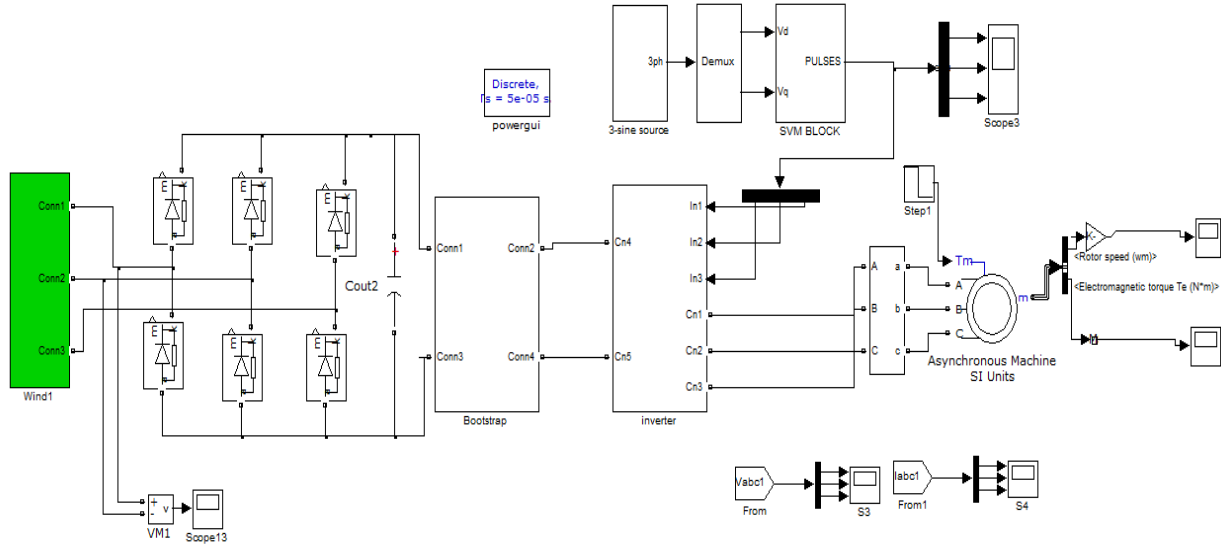 3ph
3-sine source
Demux
Vd
Vq
PULSES
SVM BLOCK
Scope3
Discrete,
s = 5e-05 s
powergui
Conn1
Conn2
Conn3
Wind1
E
E
E
E
E
E
+
Cout2
Conn1
Conn2
Conn3
Conn4
Bootstrap
In1
In2
In3
Cn4
Cn5
Cn1
Cn2
Cn3
inverter
Step1
A
B
C
a
b
c
Tm
A
B
C
m
Asynchronous Machine
SI Units
K-
<Rotor speed (wm)>
<Electromagnetic torque Te (N*m)>
+
-
v
VM1
Scope13
Vabc1
From
S3
Iabc1
From1
S4